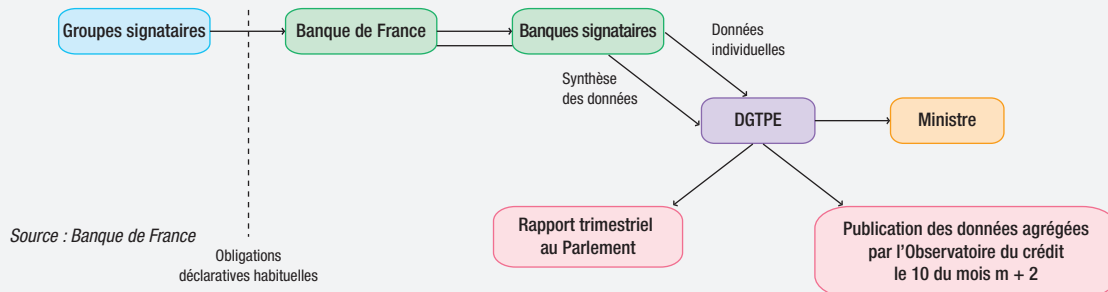 Groupes signataires
Banque de France
Banques signataires
Données
individuelles
Synthèse
des données
DGTPE
Ministre
Rapport trimestriel
au Parlement
Publication des données agrégées
par l'Observatoire du crédit
le 10 du mois m + 2
Source : Banque de France
Obligations
déclaratives habituelles